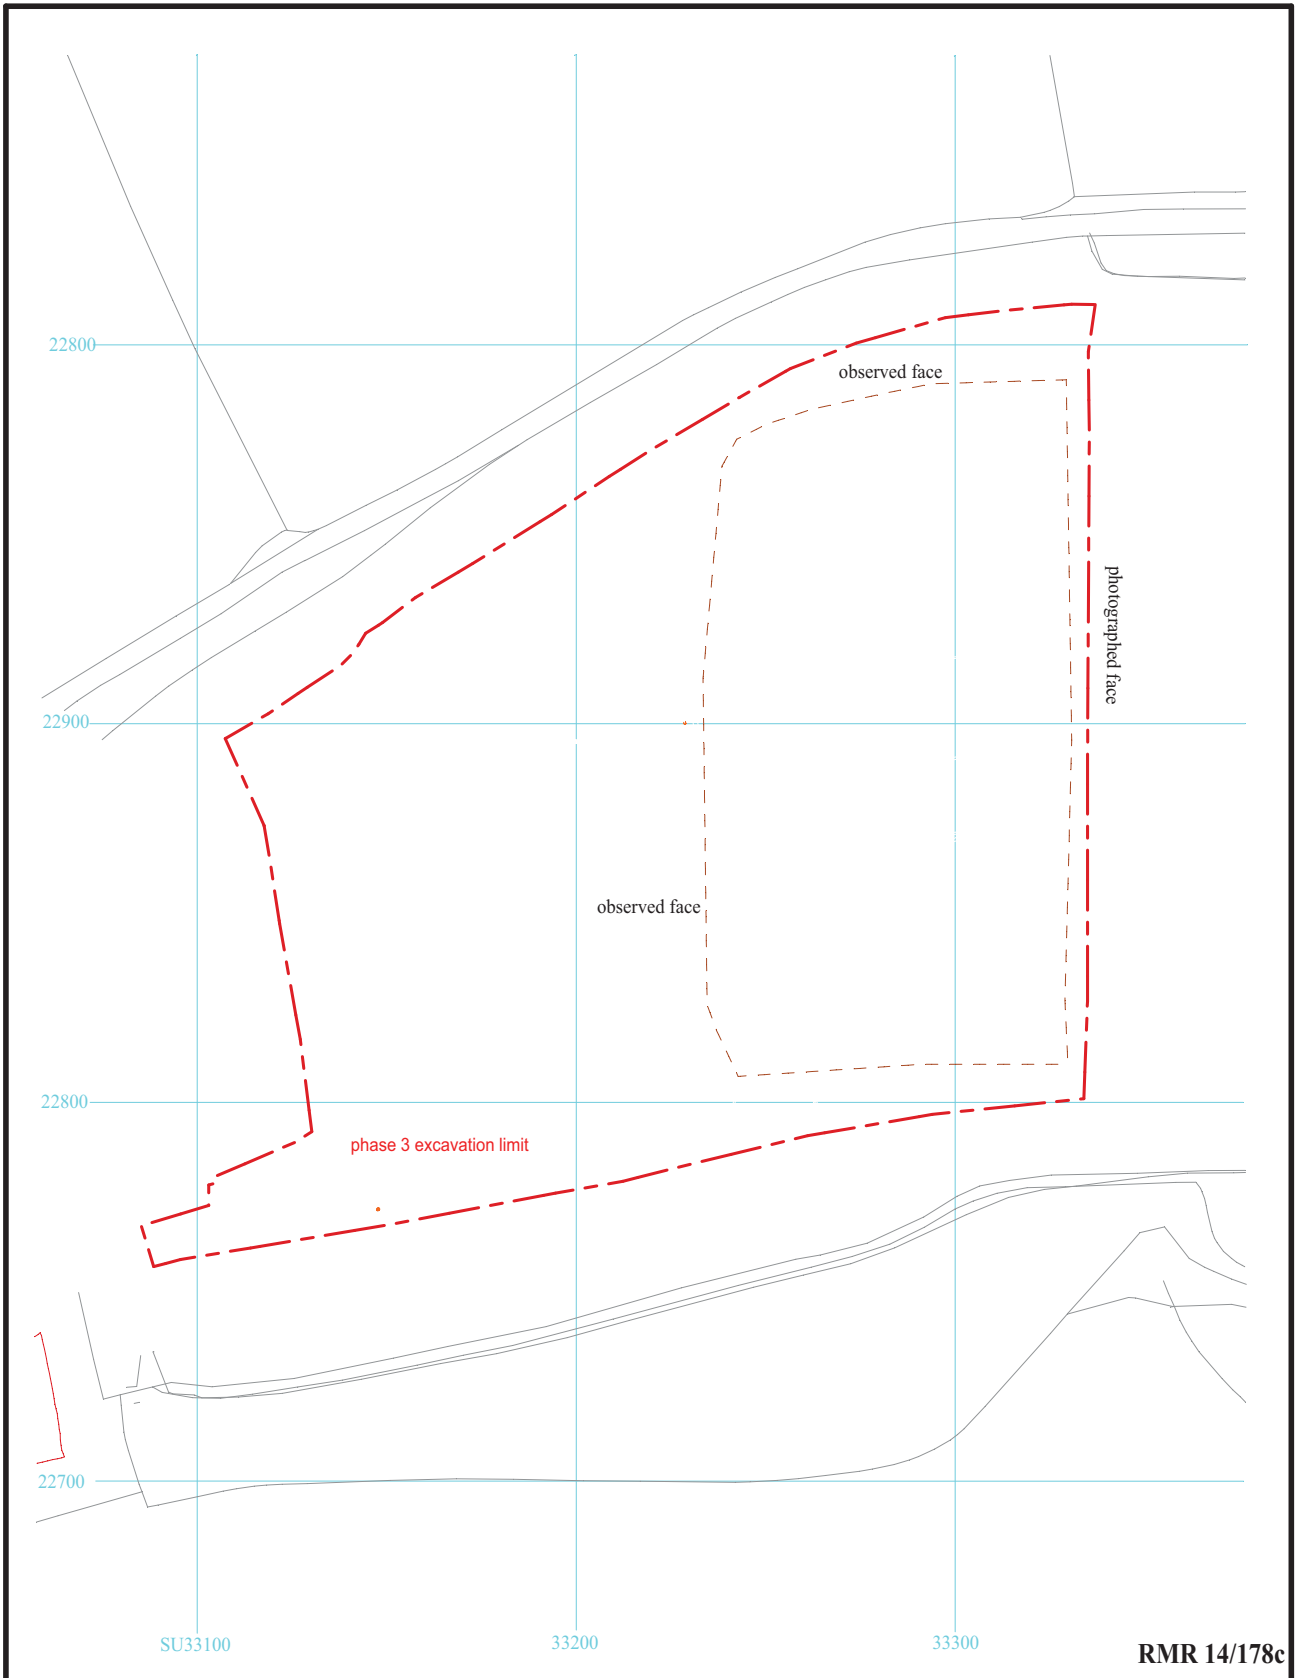 22800
observed face
photographed face
22900
observed face
22800
phase 3 excavation limit
22700
SU33100
33200
33300
RMR 14/178c